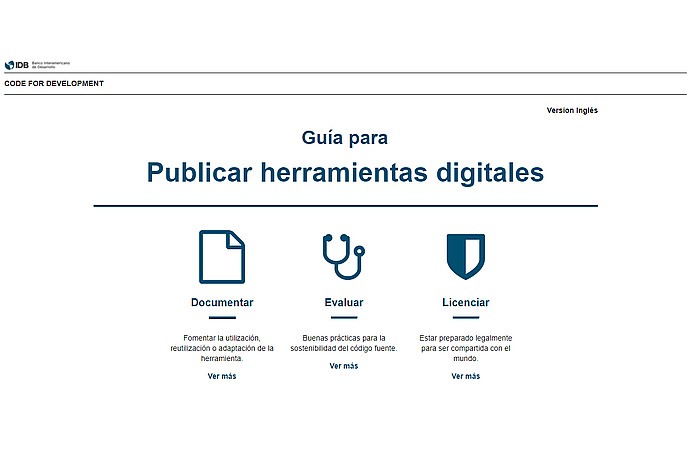 IDB Banco Interamericano
de Desarrollo
CODE FOR DEVELOPMENT
Version Inglés
Guía para
Publicar herramientas digitales
Documentar
Evaluar
Licenciar
Fomentar la utilización,
reutilización o adaptación de la
herramienta.
Ver más
Buenas prácticas para la
sostenibilidad del código fuente.
Ver más
Estar preparado legalmente
para ser compartida con el
mundo.
Ver más